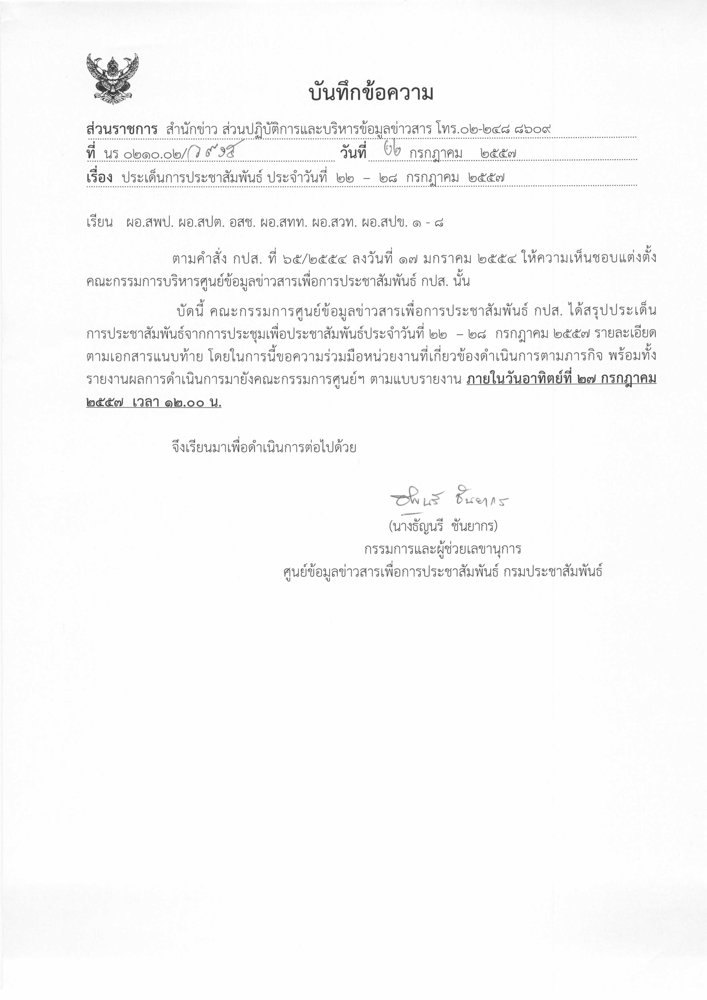 บันทึกข้อความ
ส่วนราชการ สำนักข่าว ส่วนปฏิบัติการและบริหารข้อมูลข่าวสาร โทร.๐๒-๒๔๘ ๘๖๐๙
ที่ นร ๐๒๑๐.๐๒/ วันที่ ๒๒ กรกฎาคม ๒๕๕๗
เรื่อง ประเด็นการประชาสัมพันธ์ ประจำวันที่ ๒๒ – ๒๘ กรกฎาคม ๒๕๕๗
เรียน ผอ.สพป. ผอ.สปต. อสช. ผอ.สทท. ผอ.สวท. ผอ.สปข. ๑ - ๘
ตามคำสั่ง กปส. ที่ ๖๕/๒๕๕๔ ลงวันที่ ๑๗ มกราคม ๒๕๕๔ ให้ความเห็นชอบแต่งตั้ง
คณะกรรมการบริหารศูนย์ข้อมูลข่าวสารเพื่อการประชาสัมพันธ์ กปส. นั้น
บัดนี้ คณะกรรมการศูนย์ข้อมูลข่าวสารเพื่อการประชาสัมพันธ์ กปส. ได้สรุปประเด็น
การประชาสัมพันธ์จากการประชุมเพื่อประชาสัมพันธ์ประจำวันที่ ๒๒ – ๒๘ กรกฎาคม ๒๕๕๗ รายละเอียด
ตามเอกสารแนบท้าย โดยในการนี้ขอความร่วมมือหน่วยงานที่เกี่ยวข้องดำเนินการตามภารกิจ พร้อมทั้ง
รายงานผลการดำเนินการมายังคณะกรรมการศูนย์ฯ ตามแบบรายงาน ภายในวันอาทิตย์ที่ ๒๗ กรกฎาคม
๒๕๕๗ เวลา ๑๒.๐๐ น.
จึงเรียนมาเพื่อดำเนินการต่อไปด้วย
ชันยากร
(นางธัญนรี ชันยากร)
กรรมการและผู้ช่วยเลขานุการ
ศูนย์ข้อมูลข่าวสารเพื่อการประชาสัมพันธ์ กรมประชาสัมพันธ์